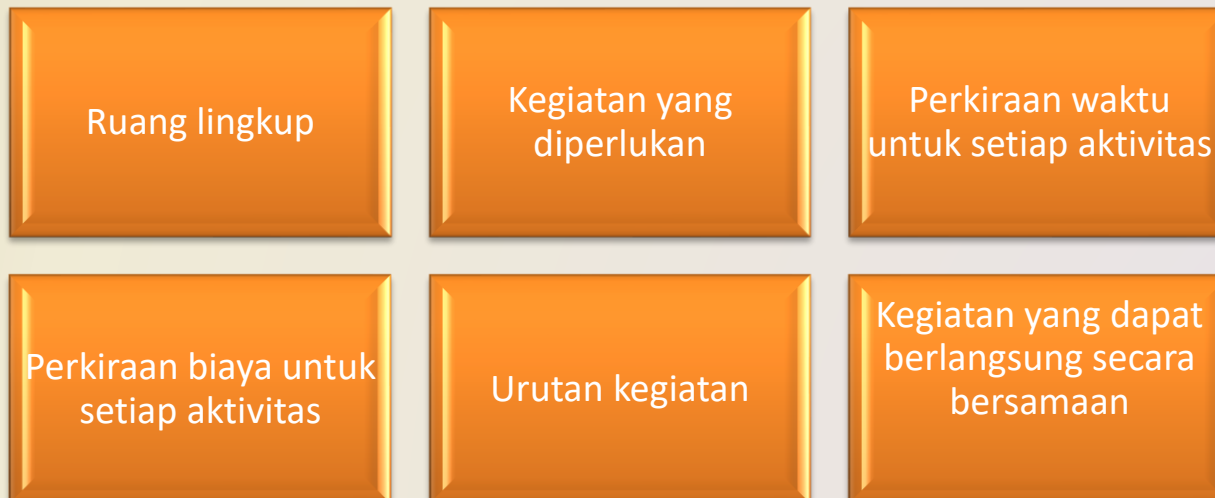 Ruang lingkup
Kegiatan yang
diperlukan
Perkiraan waktu
untuk setiap aktivitas
Perkiraan biaya untuk
setiap aktivitas
Urutan kegiatan
Kegiatan yang dapat
berlangsung secara
bersamaan